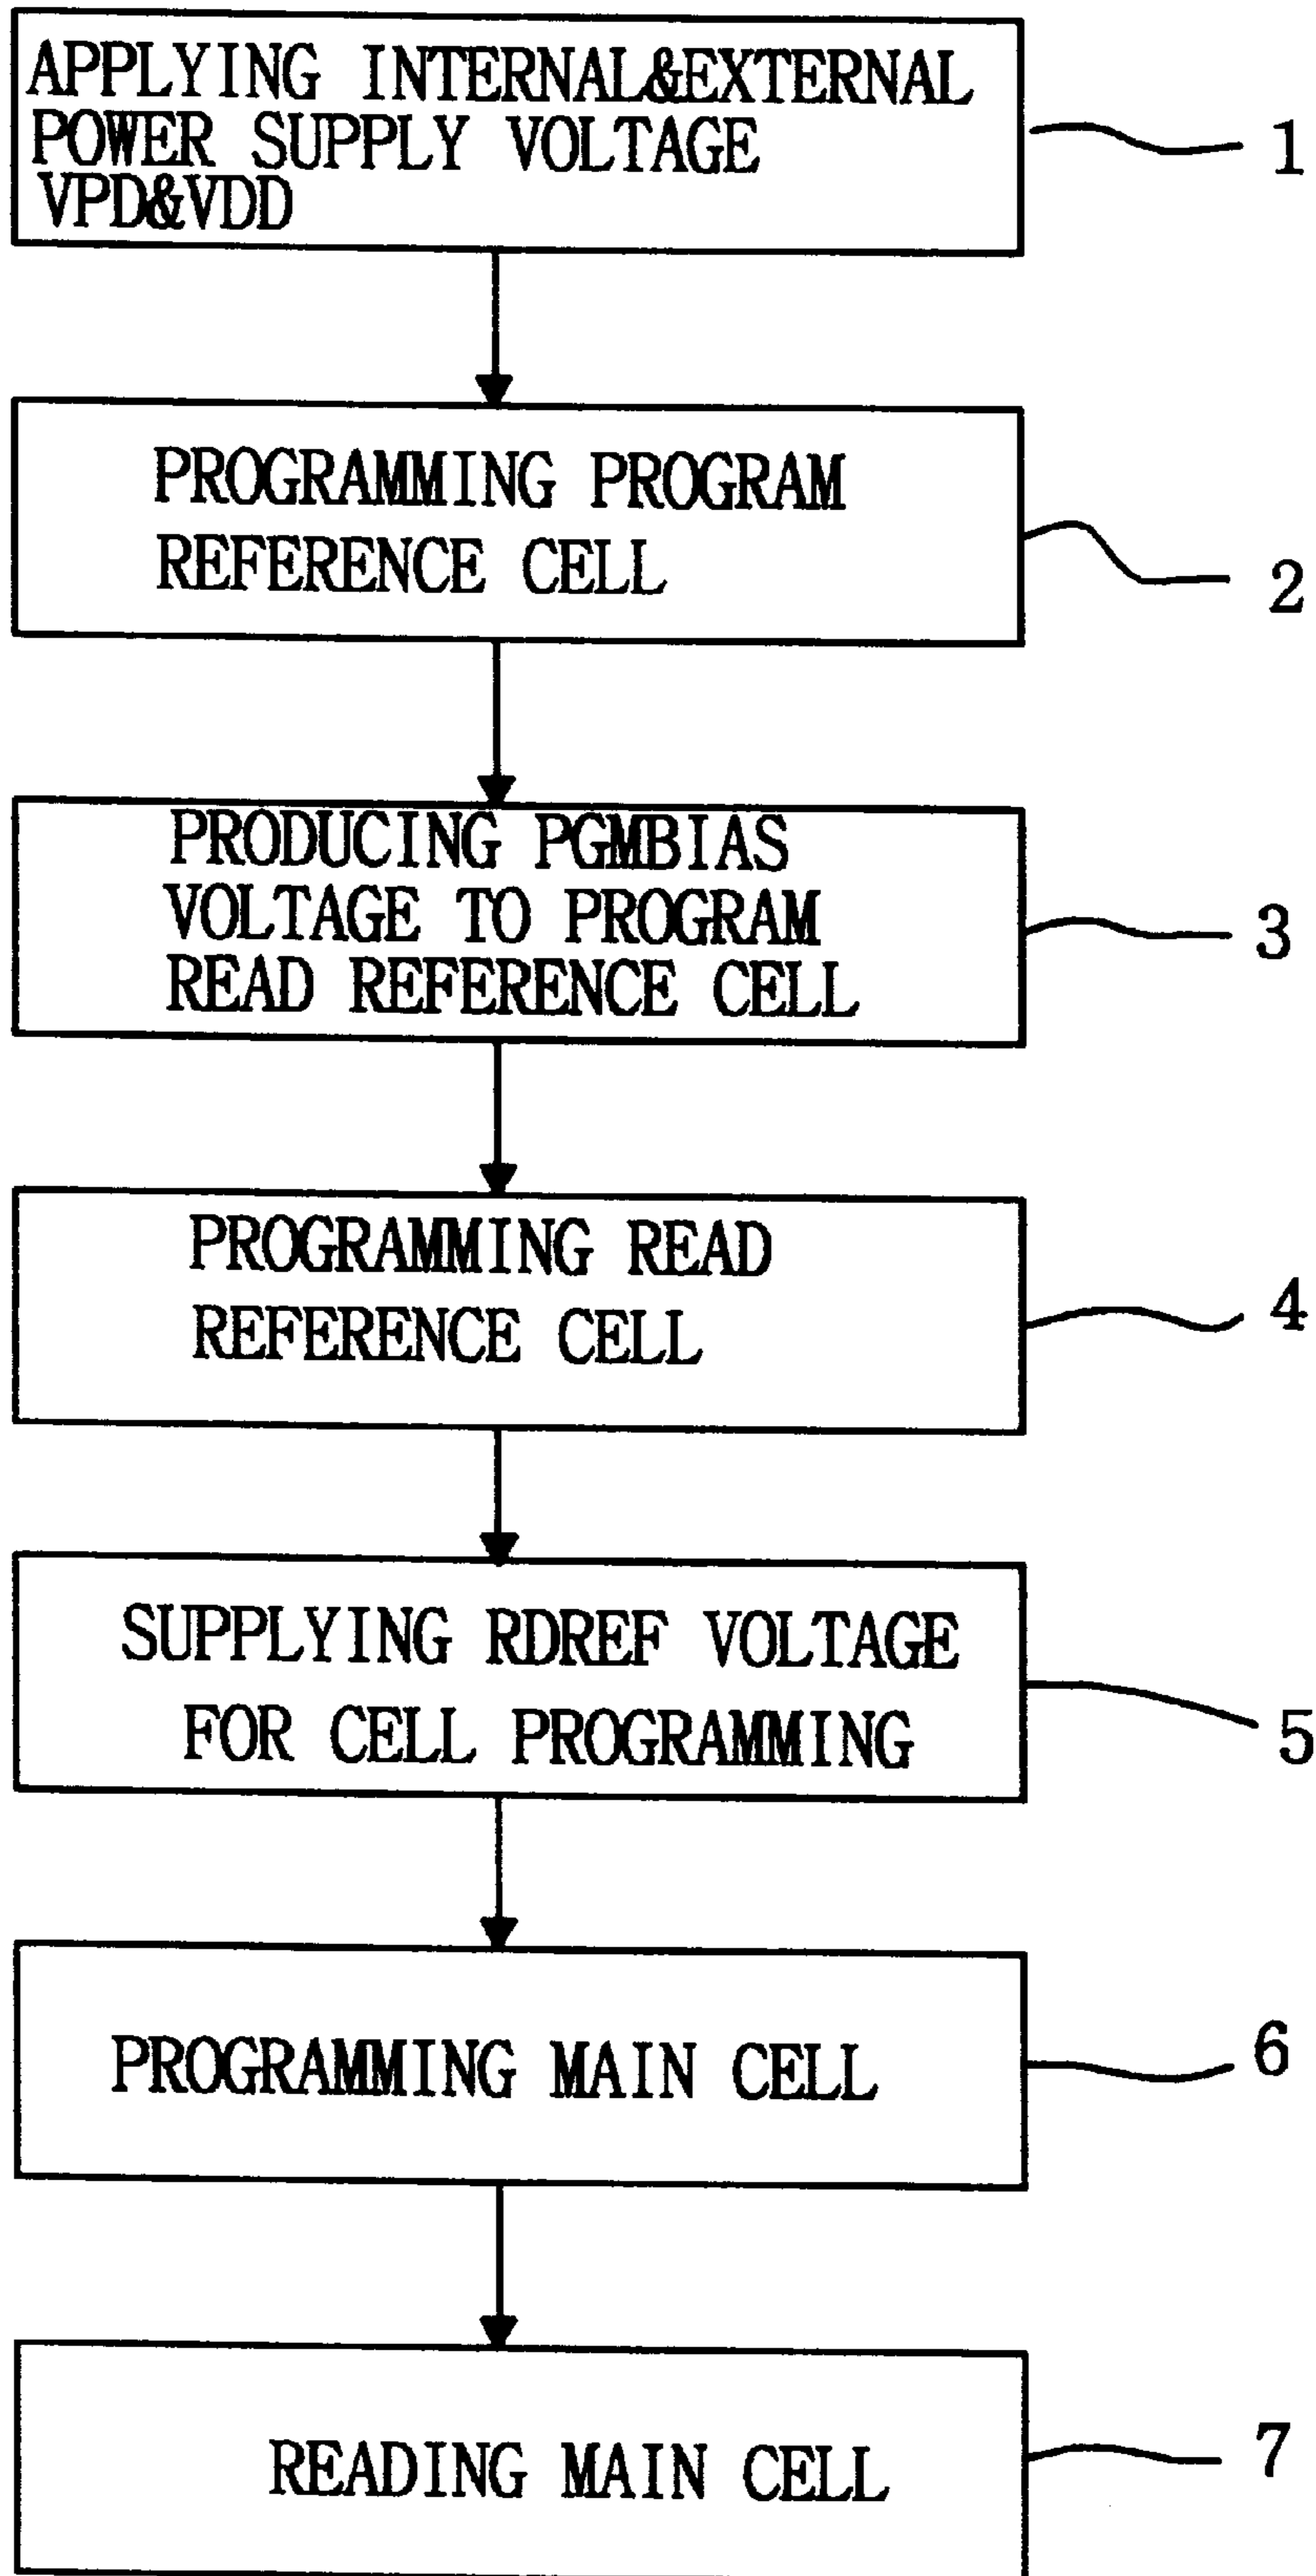 APPLYING INTERNAL&EXTERNAL
POWER SUPPLY VOLTAGE
VPD&VDD
1
PROGRAMMING PROGRAM
REFERENCE CELL
2
PRODUCING PGMBIAS
VOLTAGE TO PROGRAM
READ REFERENCE CELL
3
PROGRAMMING READ
REFERENCE CELL
4
SUPPLYING RDREF VOLTAGE
FOR CELL PROGRAMMING
5
PROGRAMMING MAIN CELL
6
READING MAIN CELL
7